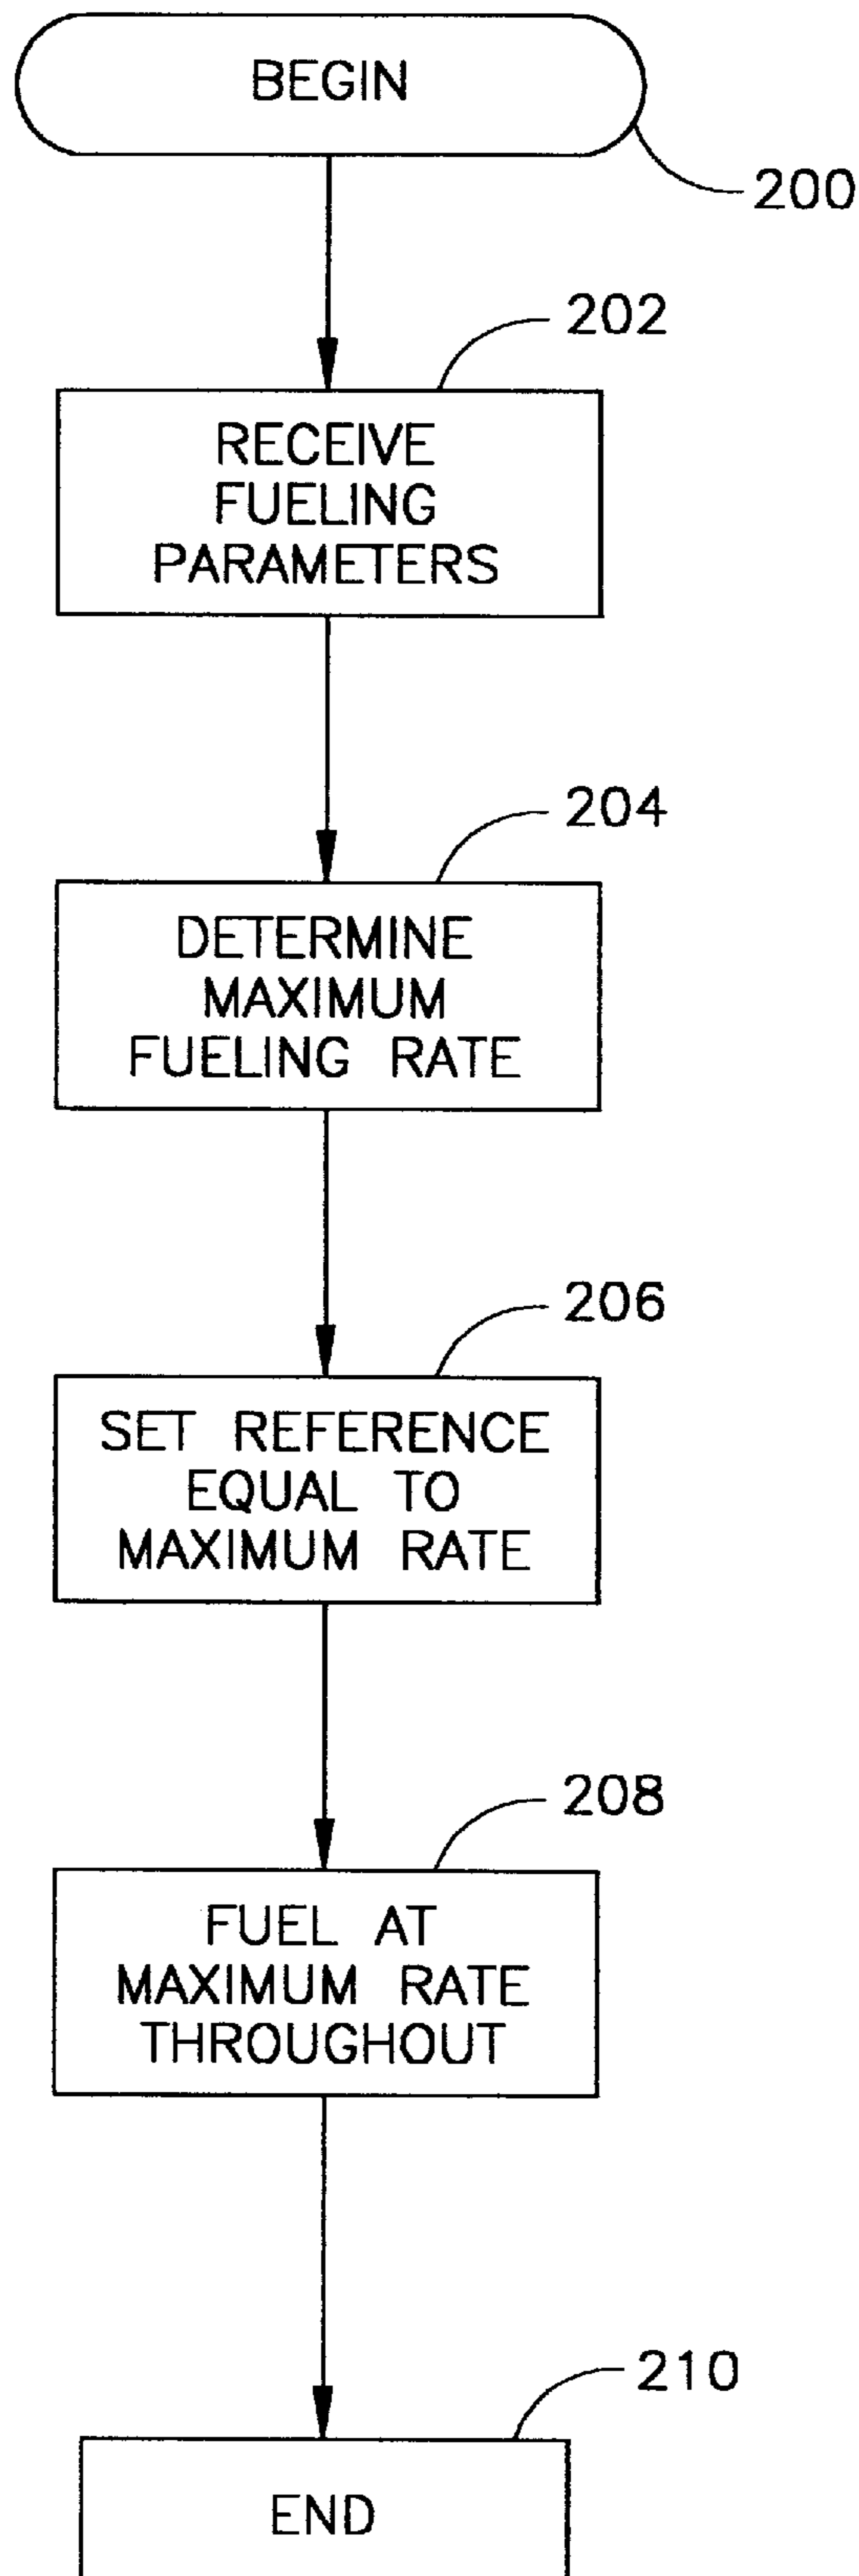 BEGIN
200
202
RECEIVE
FUELING
PARAMETERS
204
DETERMINE
MAXIMUM
FUELING RATE
206
SET REFERENCE
EQUAL TO
MAXIMUM RATE
208
FUEL AT
MAXIMUM RATE
THROUGHOUT
210
END